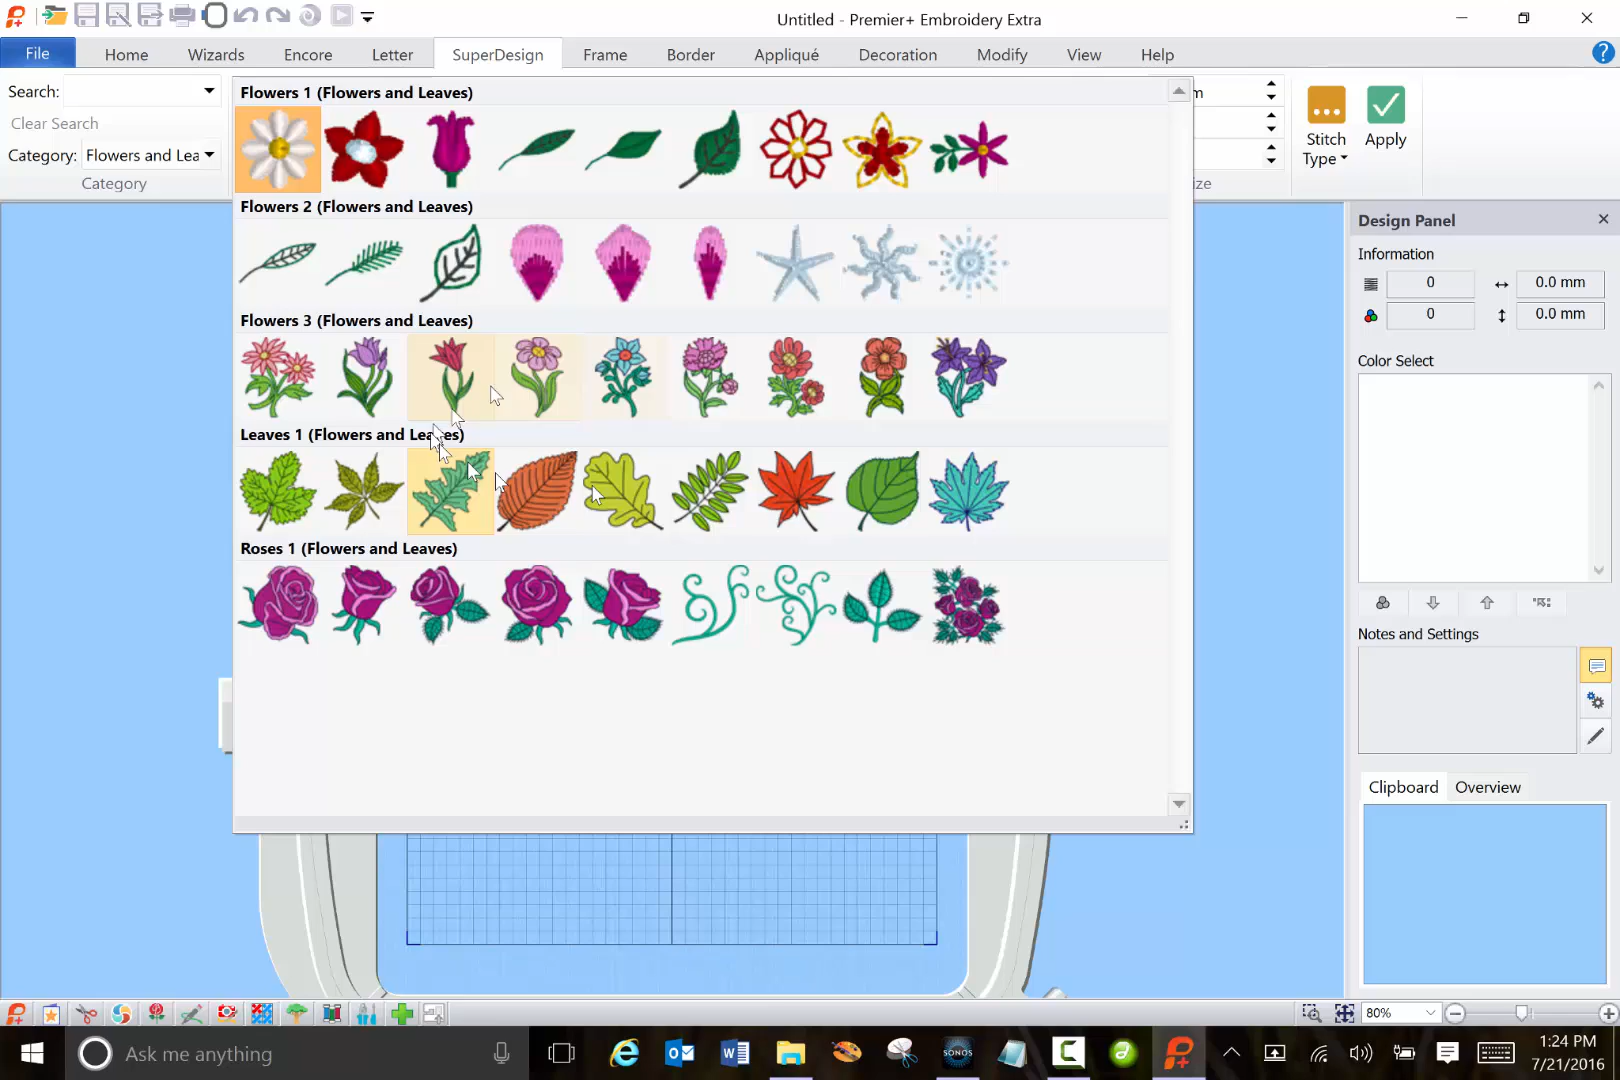 Untitled - Premier+ Embroidery Extra
File Home Wizards Encore Letter SuperDesign Frame Border Appliqué Decoration Modify View Help
Search:
Clear Search
Category: Flowers and Lea
Category
Flowers 1 (Flowers and Leaves)
Flowers 2 (Flowers and Leaves)
Flowers 3 (Flowers and Leaves)
Leaves 1 (Flowers and Leaves)
Roses 1 (Flowers and Leaves)
m
ize
Stitch
Type
Apply
Design Panel
Information
0 0.0 mm
0 0.0 mm
Color Select
Notes and Settings
Clipboard Overview
80%
Ask me anything
SONOS
1:24 PM
7/21/2016